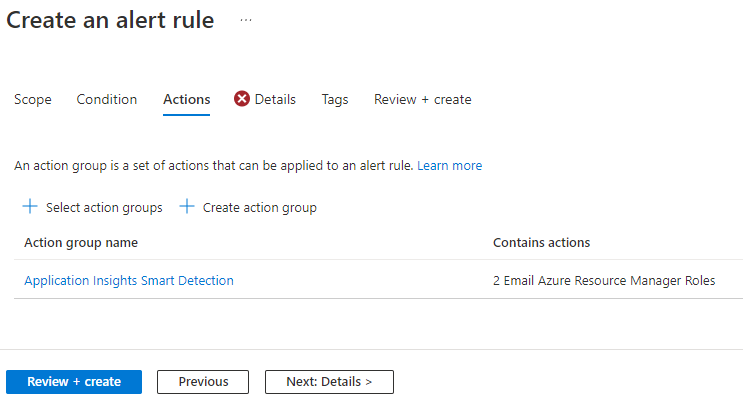 Create an alert rule ...
Scope Condition Actions Details Tags Review + create
An action group is a set of actions that can be applied to an alert rule. Learn more
+ Select action groups + Create action group
Action group name Contains actions
Application Insights Smart Detection 2 Email Azure Resource Manager Roles
Review + create Previous Next: Details >